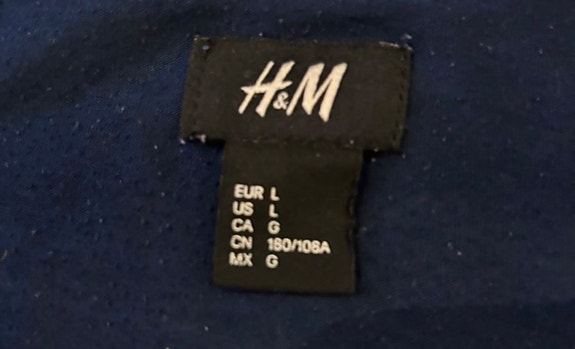 H&M
EUR L
US L
CA G
CN 180/108A
MX G